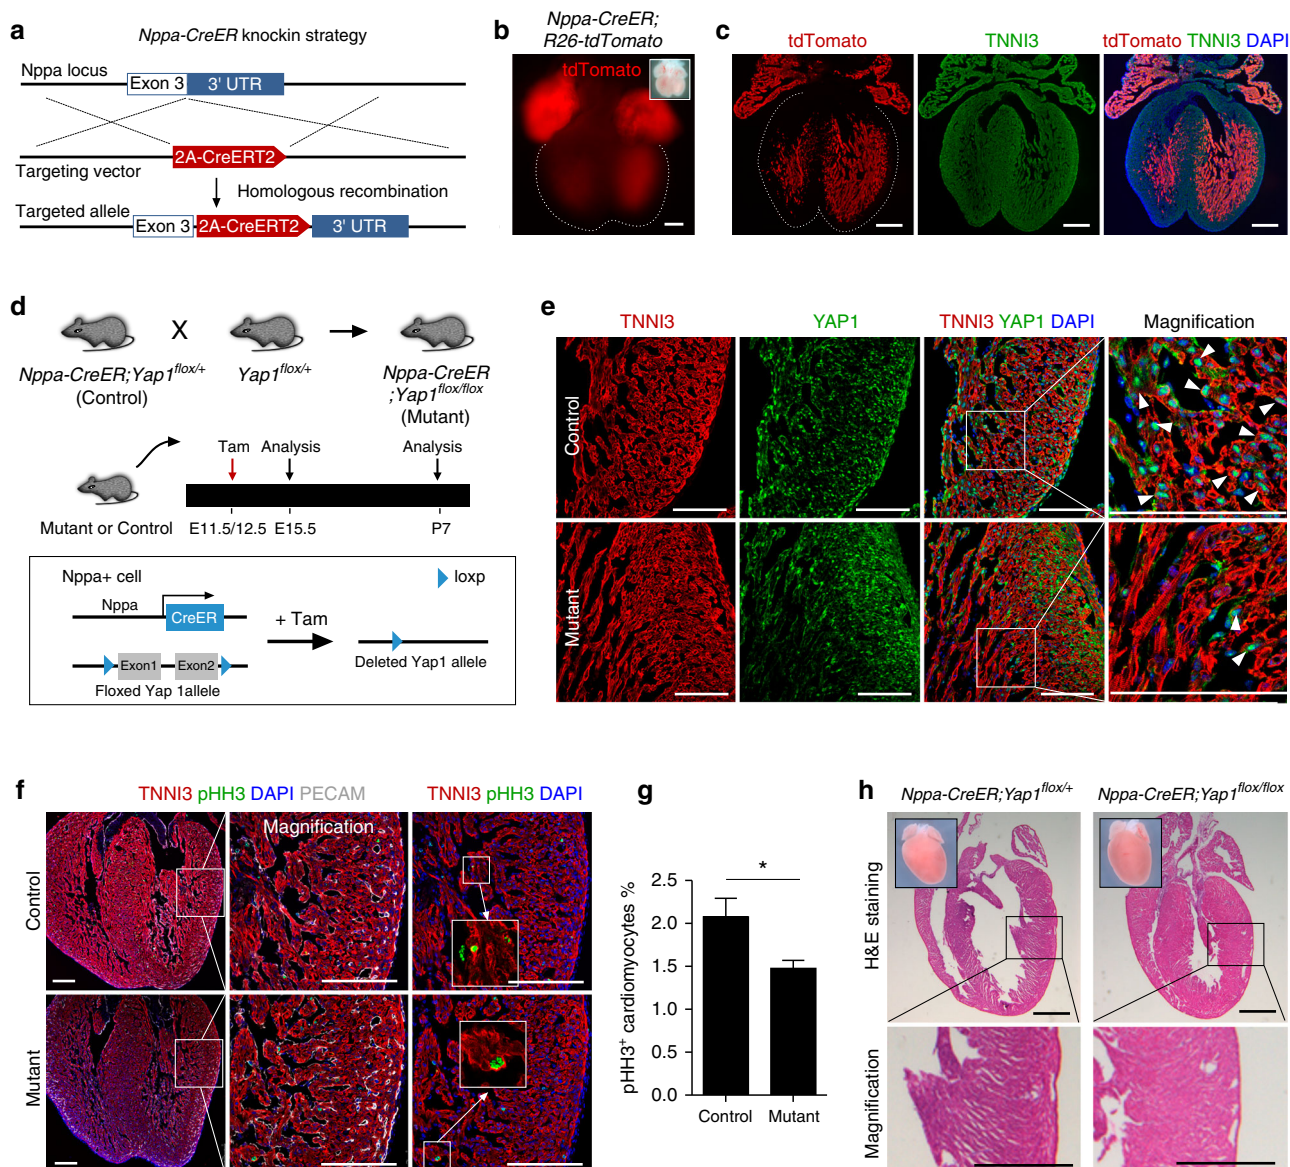 a
Nppa-CreER knockin strategy
Nppa locus
Exon 3
3' UTR
2A-CreERT2
Targeting vector
Homologous recombination
Targeted allele
Exon 3
2A-CreERT2
3' UTR
b
Nppa-CreER;
R26-tdTomato
tdTomato
c
tdTomato
TNNI3
tdTomato TNNI3 DAPI
d
X
Nppa-CreER;Yap1flox/+
(Control)
Yap1flox/+
Nppa-CreER
;Yap1flox/flox
(Mutant)
Tam
Analysis
Analysis
Mutant or Control
E11.5/12.5
E15.5
P7
Nppa+ cell
loxp
Nppa
CreER
+ Tam
Exon1
Exon2
Deleted Yap1 allele
Floxed Yap 1allele
e
TNNI3
YAP1
TNNI3 YAP1 DAPI
Magnification
Control
Mutant
f
TNNI3 pHH3 DAPI PECAM
TNNI3 pHH3 DAPI
Magnification
Control
Mutant
g
*
pHH3+ cardiomyocytes %
2.5
2.0
1.5
1.0
0.5
0.0
Control
Mutant
h
Nppa-CreER;Yap1flox/+
Nppa-CreER;Yap1flox/flox
H&E staining
Magnification